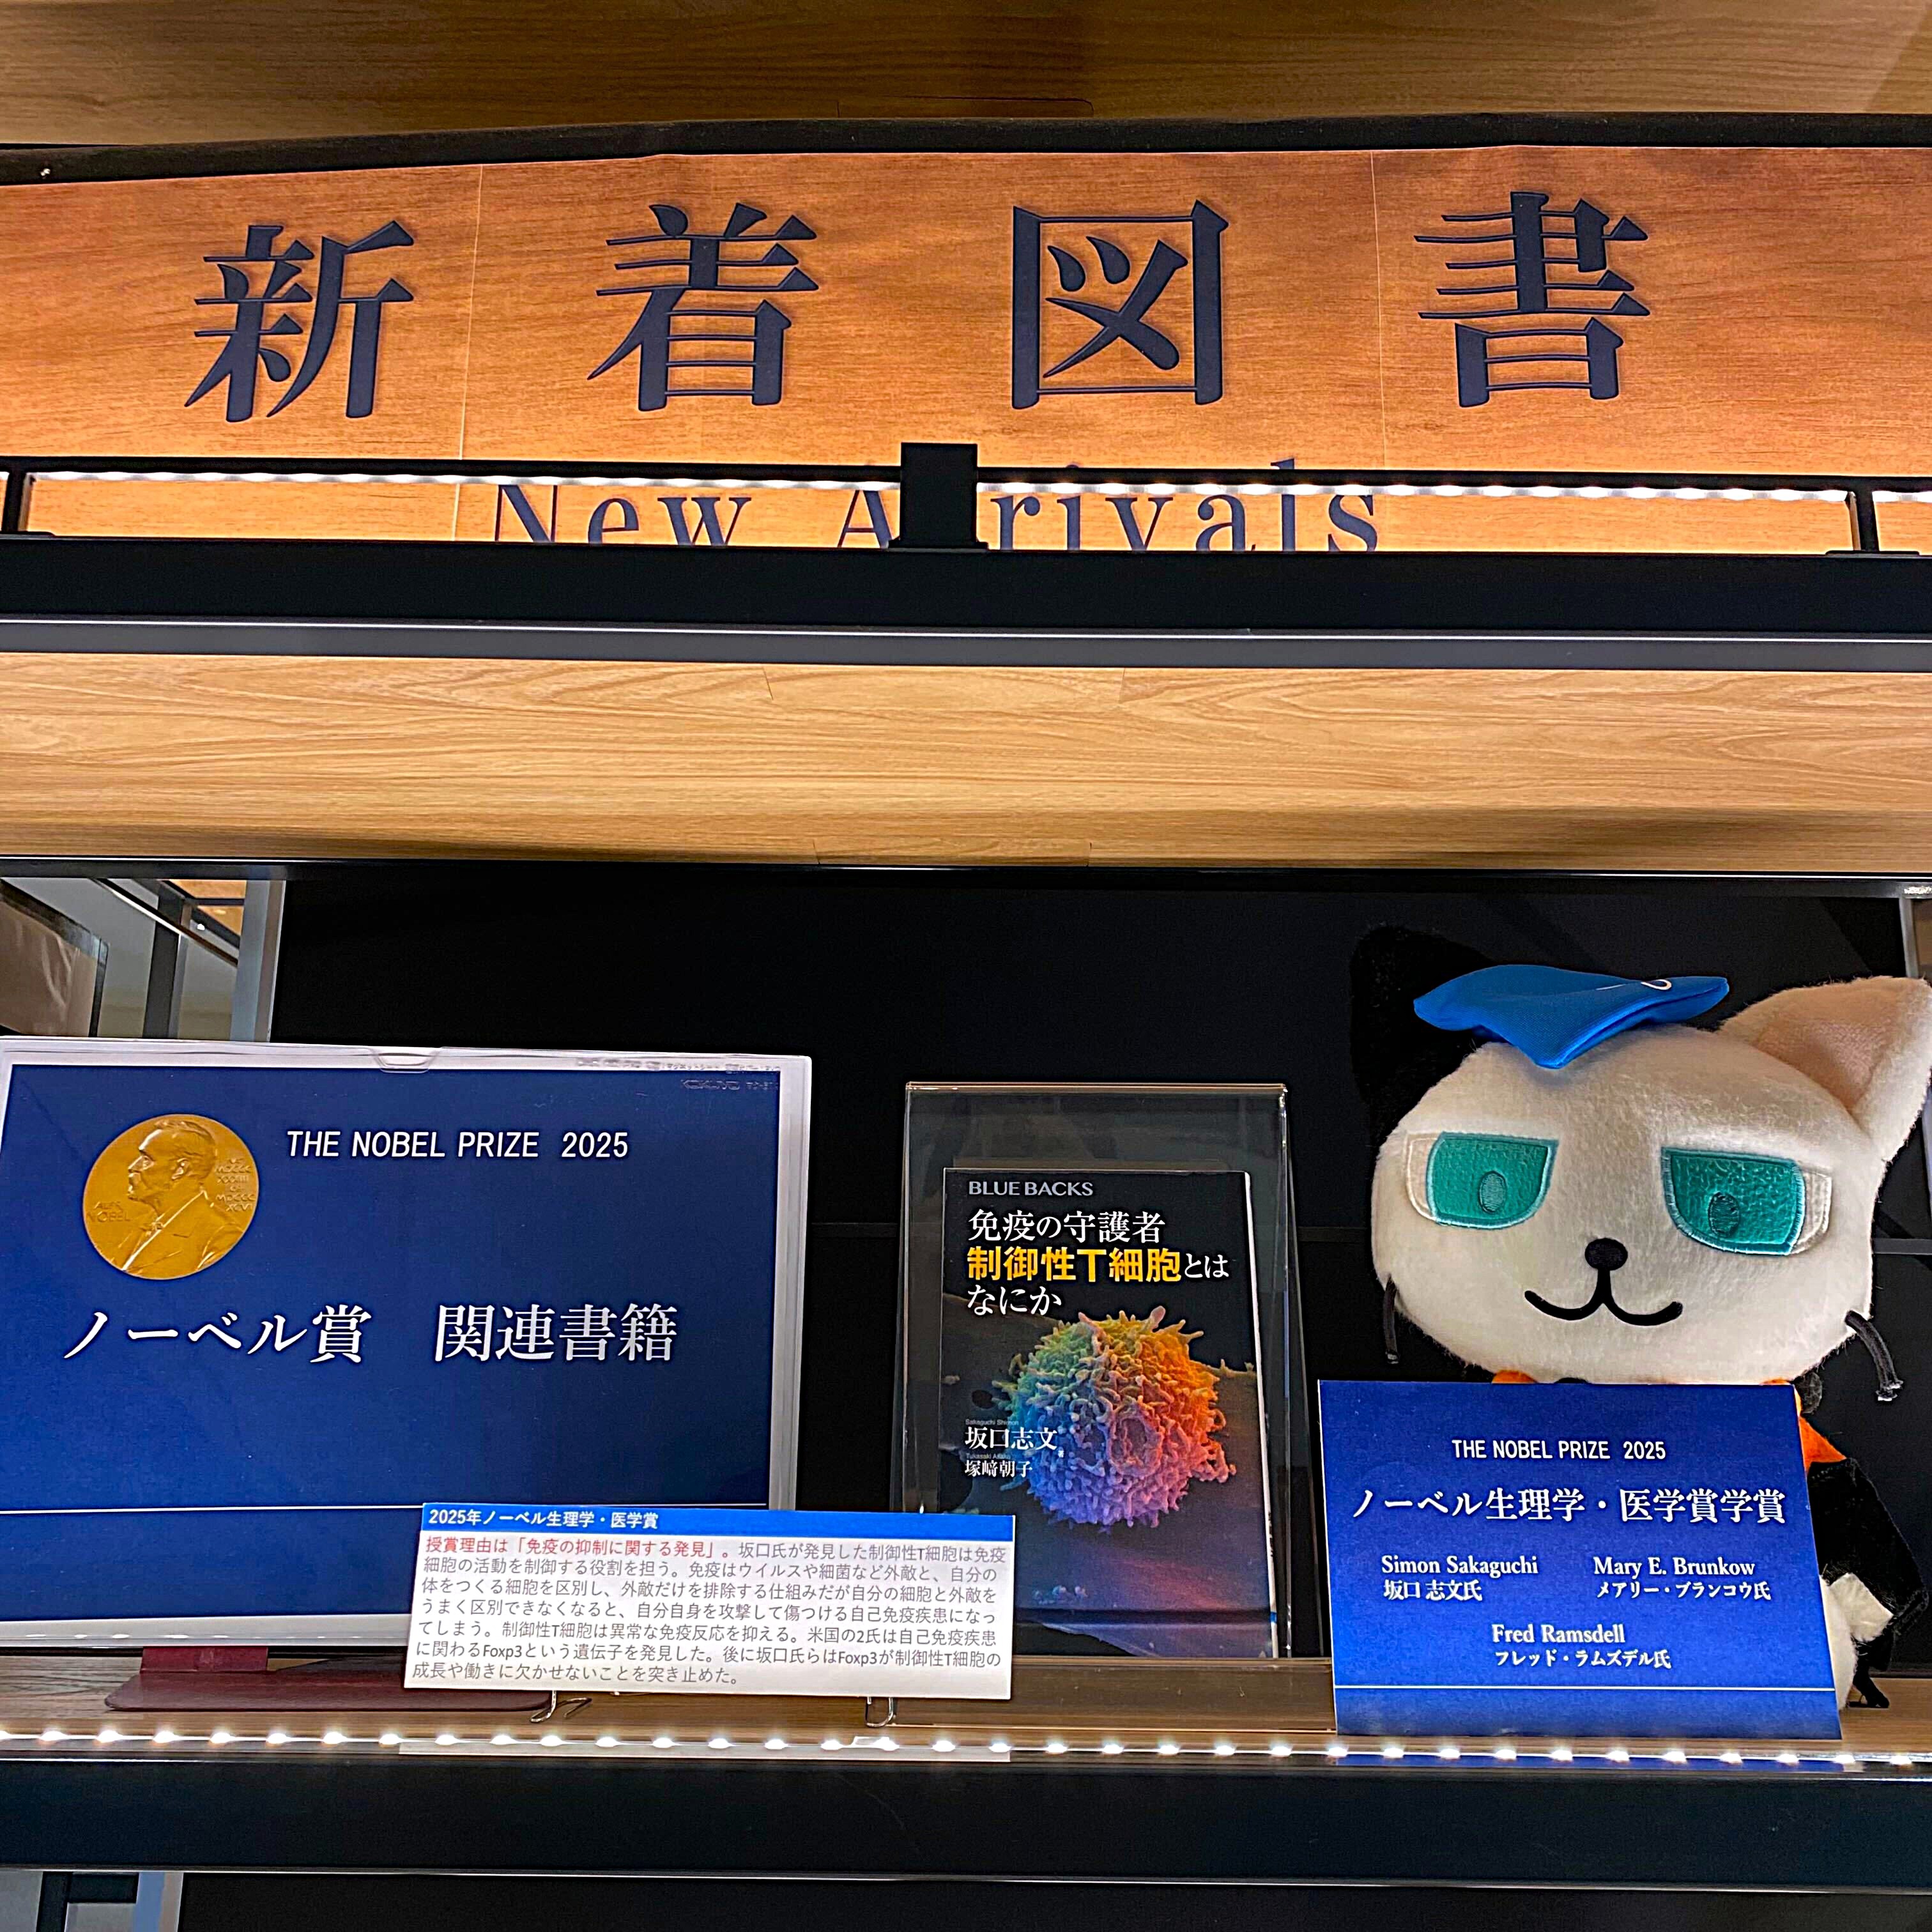 新着図書
New Arrivals
THE NOBEL PRIZE 2025
ノーベル賞 関連書籍
BLUE BACKS
免疫の守護者
制御性T細胞とは
なにか
Sakaguchi Shimon
坂口志文
塚﨑朝子
2025年ノーベル生理学・医学賞
授賞理由は「免疫の抑制に関する発見」。坂口氏が発見した制御性T細胞は免疫
細胞の活動を制御する役割を担う。免疫はウイルスや細菌など外敵と、自分の
体をつくる細胞を区別し、外敵だけを排除する仕組みだが自分の細胞と外敵を
うまく区別できなくなると、自分自身を攻撃して傷つける自己免疫疾患になっ
てしまう。制御性T細胞は異常な免疫反応を抑える。米国の2氏は自己免疫疾患
に関わるFoxp3という遺伝子を発見した。後に坂口氏らはFoxp3が制御性T細胞の
成長や働きに欠かせないことを突き止めた。
THE NOBEL PRIZE 2025
ノーベル生理学・医学賞学賞
Simon Sakaguchi Mary E. Brunkow
坂口 志文氏 メアリー・ブランコウ氏
Fred Ramsdell
フレッド・ラムズデル氏